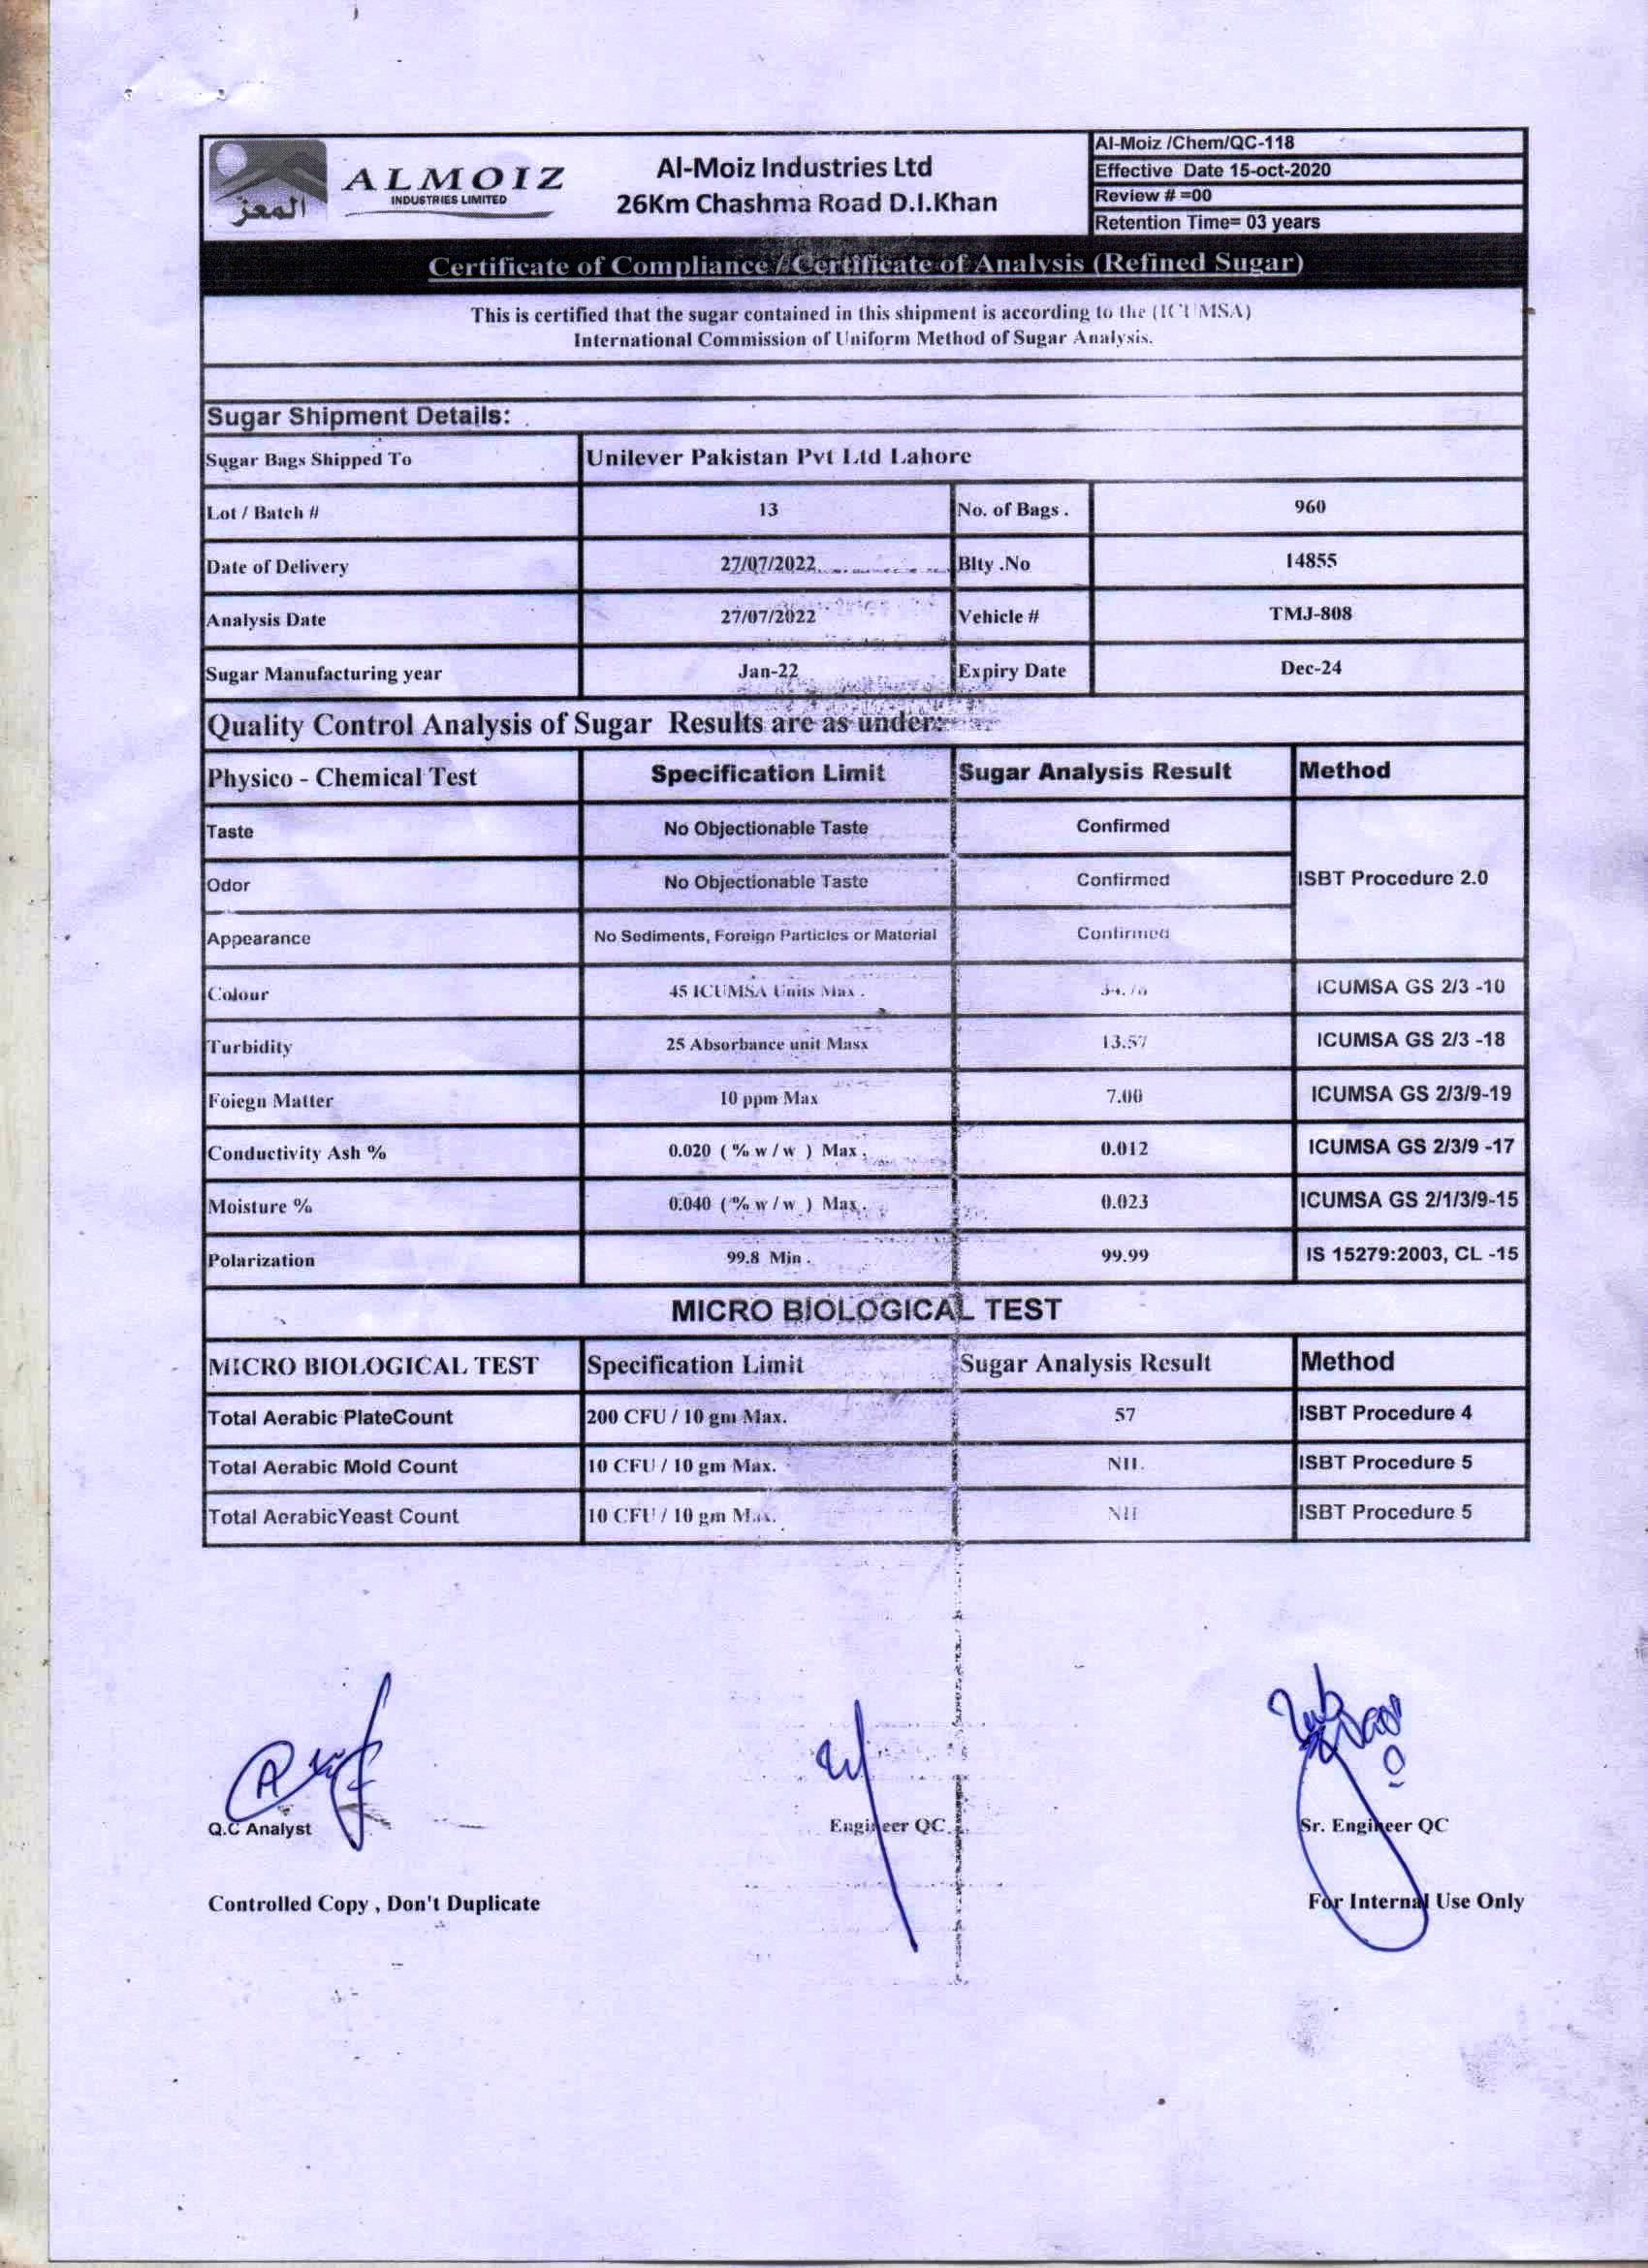 المعز
ALMOIZ
INDUSTRIES LIMITED
Al-Moiz Industries Ltd
26Km Chashma Road D.I.Khan
Al-Moiz /Chem/QC-118
Effective Date 15-oct-2020
Review # =00
Retention Time= 03 years
Certificate of Compliance / Certificate of Analysis (Refined Sugar)
This is certified that the sugar contained in this shipment is according to the (ICUMSA)
International Commission of Uniform Method of Sugar Analysis.
Sugar Shipment Details:
Sugar Bags Shipped To Unilever Pakistan Pvt Ltd Lahore
Lot / Batch # 13 No. of Bags . 960
Date of Delivery 27/07/2022 Blty .No 14855
Analysis Date 27/07/2022 Vehicle # TMJ-808
Sugar Manufacturing year Jan-22 Expiry Date Dec-24
Quality Control Analysis of Sugar Results are as under:
Physico - Chemical Test Specification Limit Sugar Analysis Result Method
Taste No Objectionable Taste Confirmed
Odor No Objectionable Taste Confirmed ISBT Procedure 2.0
Appearance No Sediments, Foreign Particles or Material Confirmed
Colour 45 ICUMSA Units Max . ICUMSA GS 2/3 -10
Turbidity 25 Absorbance unit Masx 13.57 ICUMSA GS 2/3 -18
Foiegn Matter 10 ppm Max 7.00 ICUMSA GS 2/3/9-19
Conductivity Ash % 0.020 ( % w / w ) Max . 0.012 ICUMSA GS 2/3/9 -17
Moisture % 0.040 ( % w / w ) Max . 0.023 ICUMSA GS 2/1/3/9-15
Polarization 99.8 Min . 99.99 IS 15279:2003, CL -15
MICRO BIOLOGICAL TEST
MICRO BIOLOGICAL TEST Specification Limit Sugar Analysis Result Method
Total Aerabic PlateCount 200 CFU / 10 gm Max. 57 ISBT Procedure 4
Total Aerabic Mold Count 10 CFU / 10 gm Max. NIL ISBT Procedure 5
Total AerabicYeast Count 10 CFU / 10 gm Max. Nil ISBT Procedure 5
Q.C Analyst Engineer QC Sr. Engineer QC
Controlled Copy , Don't Duplicate For Internal Use Only